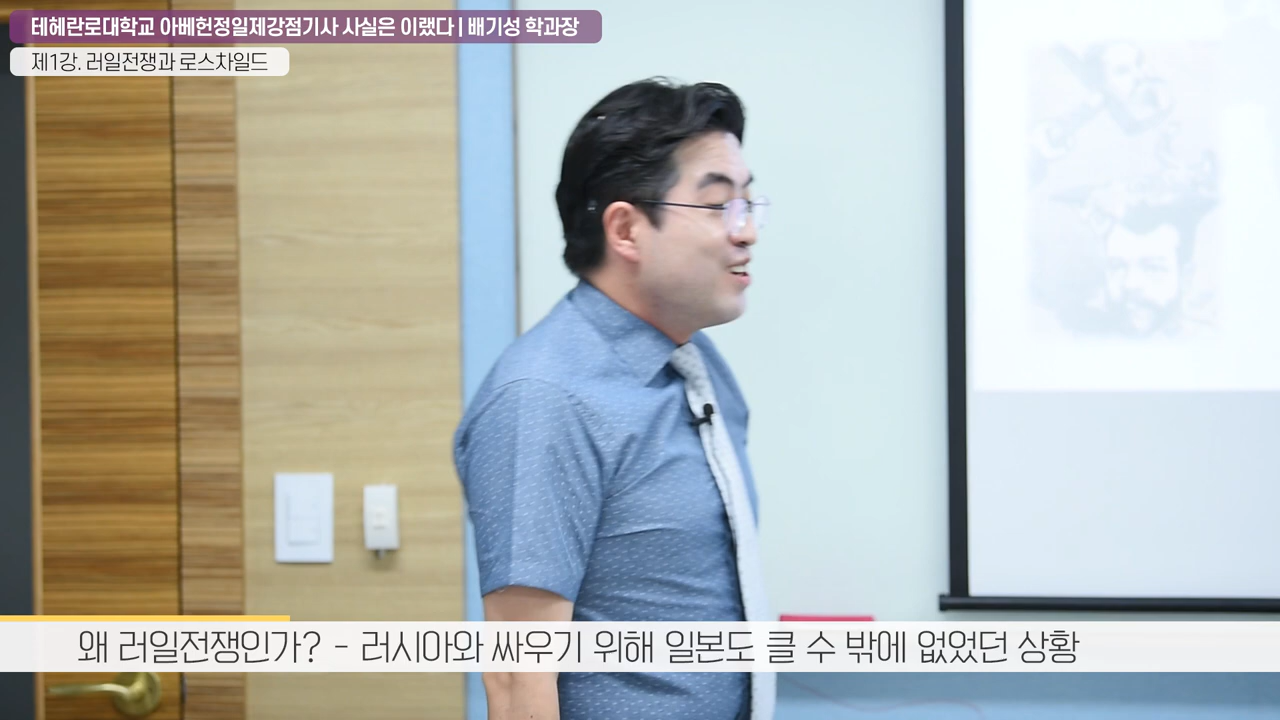 테헤란로대학교 아베헌정일제강점기사 사실은 이랬다 | 배기성 학과장
제1강. 러일전쟁과 로스차일드
왜 러일전쟁인가? - 러시아와 싸우기 위해 일본도 클 수 밖에 없었던 상황